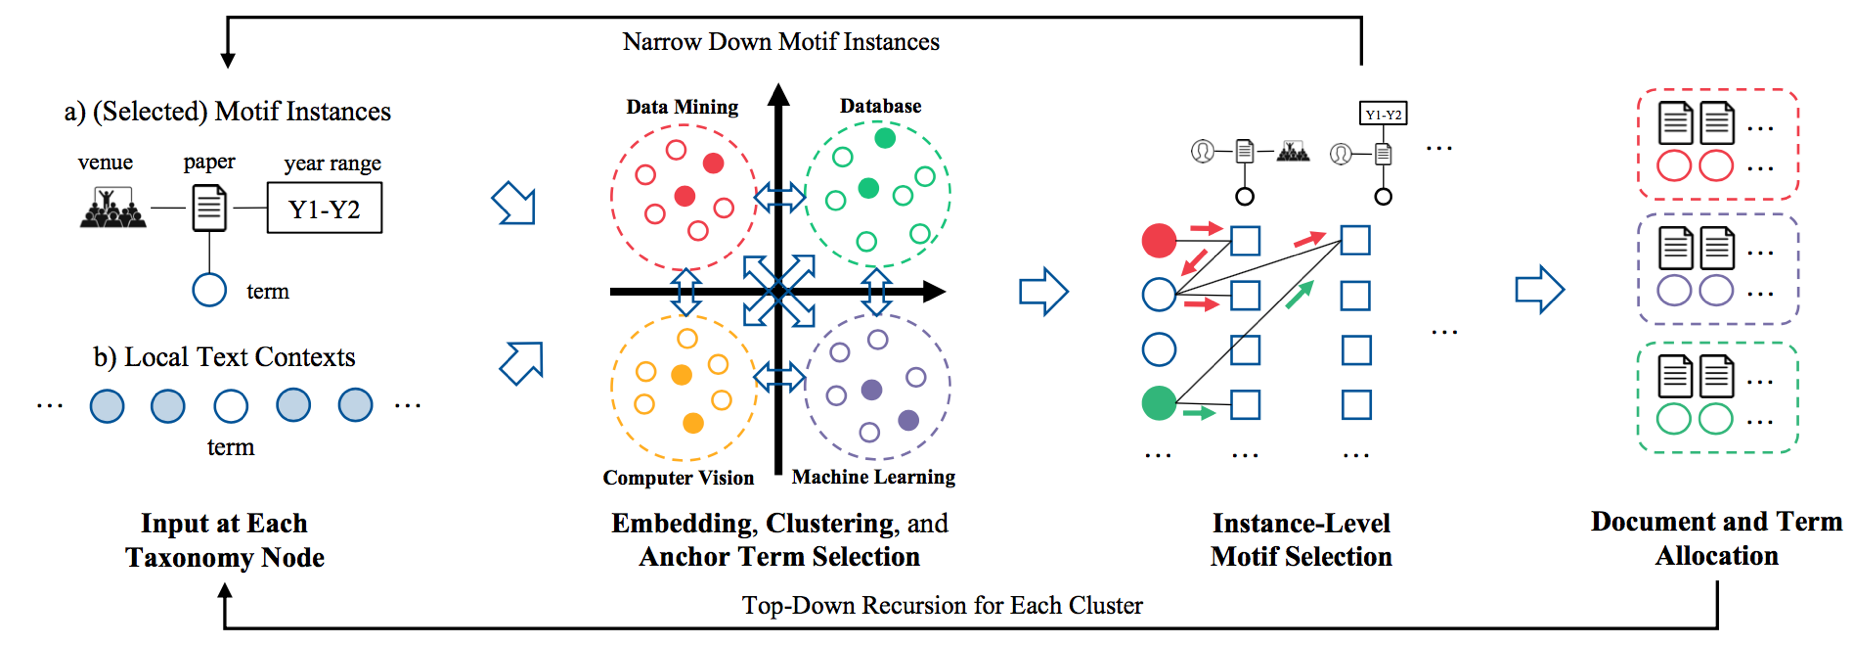 Narrow Down Motif Instances
a) (Selected) Motif Instances
venue
paper
year range
Y1-Y2
term
b) Local Text Contexts
...
...
term
Input at Each
Taxonomy Node
Data Mining
Database
Computer Vision
Machine Learning
Embedding, Clustering, and
Anchor Term Selection
Y1-Y2
...
...
... ... ...
Instance-Level
Motif Selection
...
...
...
...
...
...
Document and Term
Allocation
Top-Down Recursion for Each Cluster